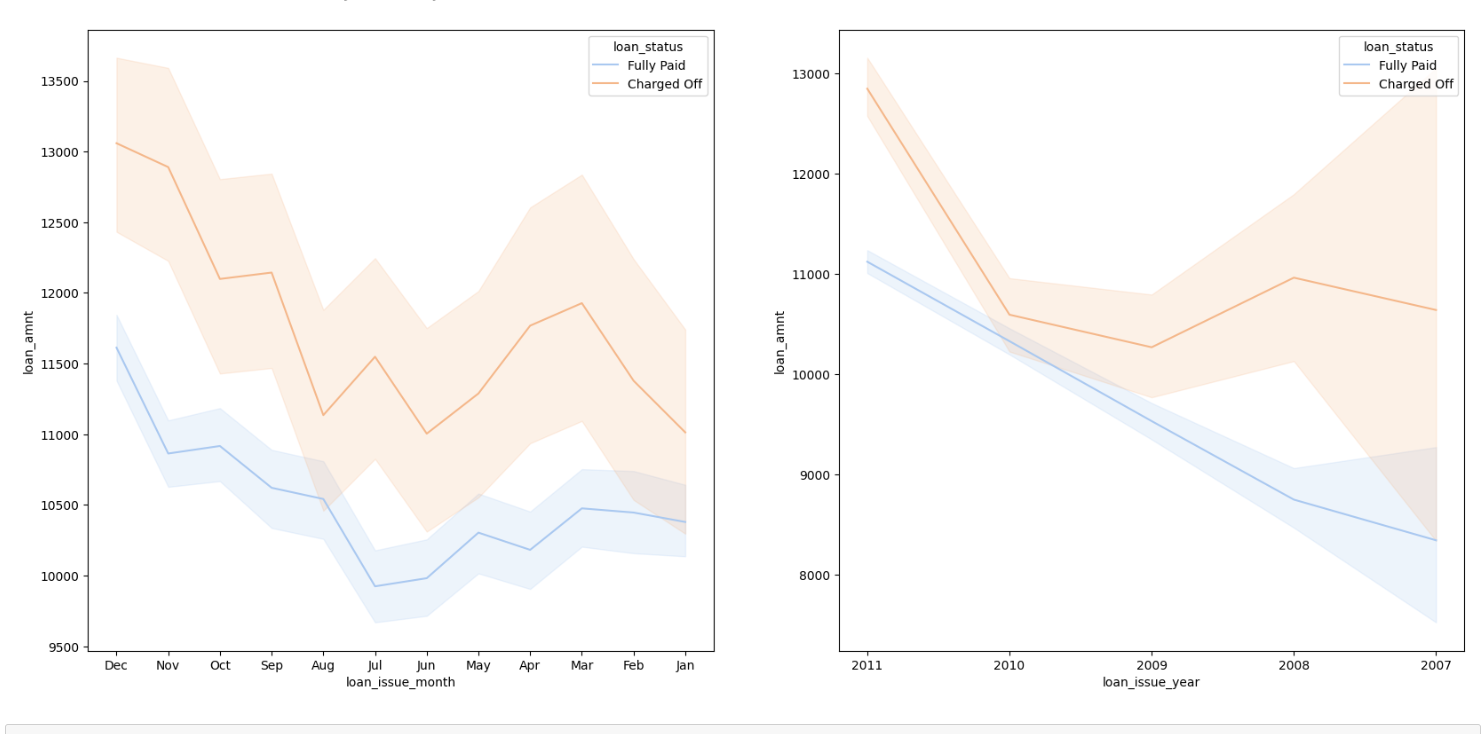 loan_status
Fully Paid
Charged Off
13500
13000
12500
12000
11500
11000
10500
10000
9500
loan_amnt
Dec Nov Oct Sep Aug Jul Jun May Apr Mar Feb Jan
loan_issue_month
loan_status
Fully Paid
Charged Off
13000
12000
11000
10000
9000
8000
loan_amnt
2011 2010 2009 2008 2007
loan_issue_year